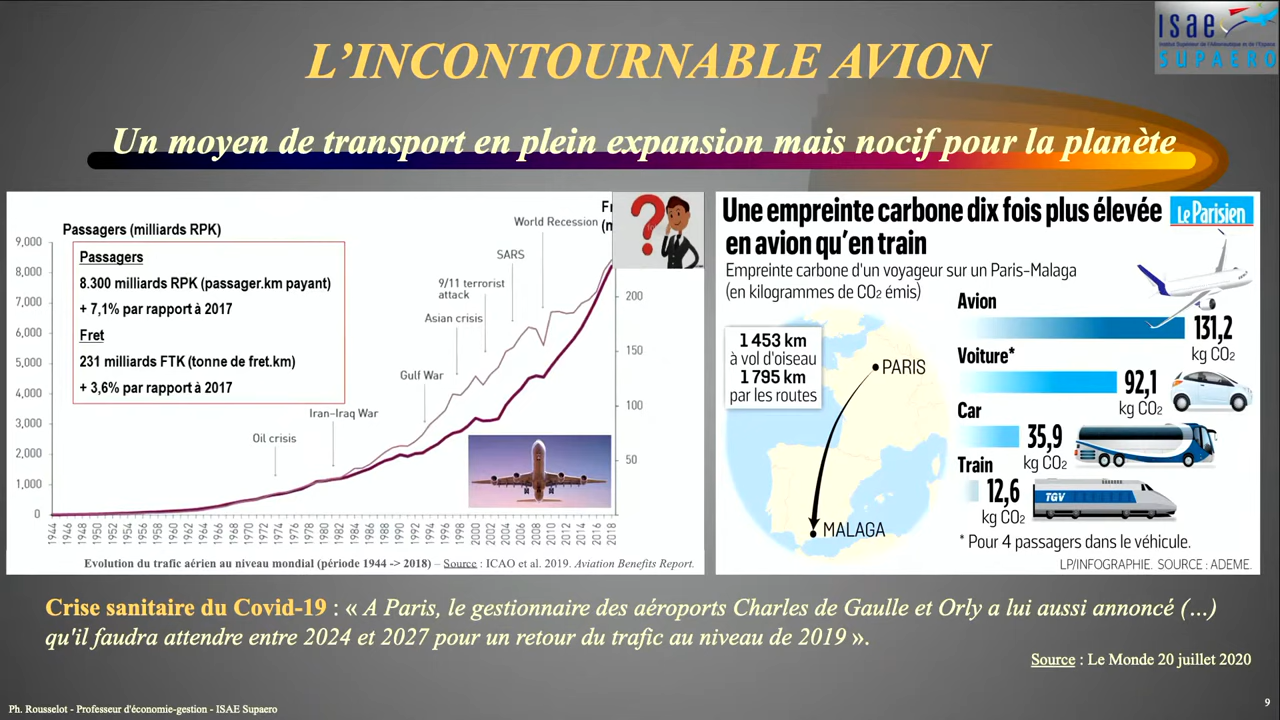 L'INCONTOURNABLE AVION
isae
Institut Supérieur de l'Aéronautique et de l'Espace
SUPAERO
Un moyen de transport en plein expansion mais nocif pour la planète
Passagers (milliards RPK)
Passagers
8.300 milliards RPK (passager.km payant)
+ 7,1% par rapport à 2017
Fret
231 milliards FTK (tonne de fret.km)
+ 3,6% par rapport à 2017
9,000
8,000
7,000
6,000
5,000
4,000
3,000
2,000
1,000
0
Oil crisis
Iran–Iraq War
Gulf War
Asian crisis
9/11 terrorist
attack
SARS
World Recession
200
150
100
50
1944 1946 1948 1950 1952 1954 1956 1958 1960 1962 1964 1966 1968 1970 1972 1974 1976 1978 1980 1982 1984 1986 1988 1990 1992 1994 1996 1998 2000 2002 2004 2006 2008 2010 2012 2014 2016 2018
Evolution du trafic aérien au niveau mondial (période 1944 -> 2018) – Source : ICAO et al. 2019. Aviation Benefits Report.
Une empreinte carbone dix fois plus élevée
en avion qu'en train
Le Parisien
Empreinte carbone d'un voyageur sur un Paris-Malaga
(en kilogrammes de CO2 émis)
1 453 km
à vol d'oiseau
1 795 km
par les routes
PARIS
MALAGA
Avion
131,2
kg CO2
Voiture*
92,1
kg CO2
Car
35,9
kg CO2
Train
12,6
kg CO2
TGV
* Pour 4 passagers dans le véhicule.
LP/INFOGRAPHIE. SOURCE : ADEME.
Crise sanitaire du Covid-19 : « A Paris, le gestionnaire des aéroports Charles de Gaulle et Orly a lui aussi annoncé (…)
qu'il faudra attendre entre 2024 et 2027 pour un retour du trafic au niveau de 2019 ».
Source : Le Monde 20 juillet 2020
Ph. Rousselot - Professeur d'économie-gestion - ISAE Supaero
9